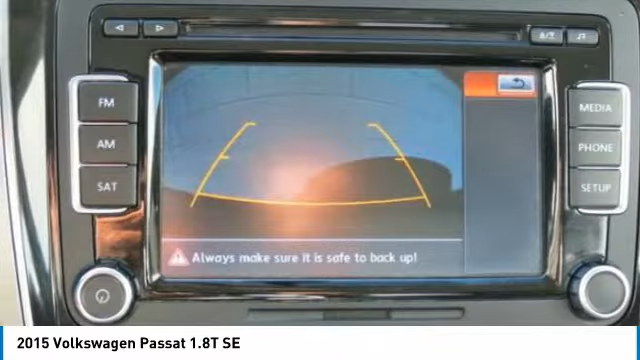 FM
AM
SAT
MEDIA
PHONE
SETUP
Always make sure it is safe to back up!
2015 Volkswagen Passat 1.8T SE